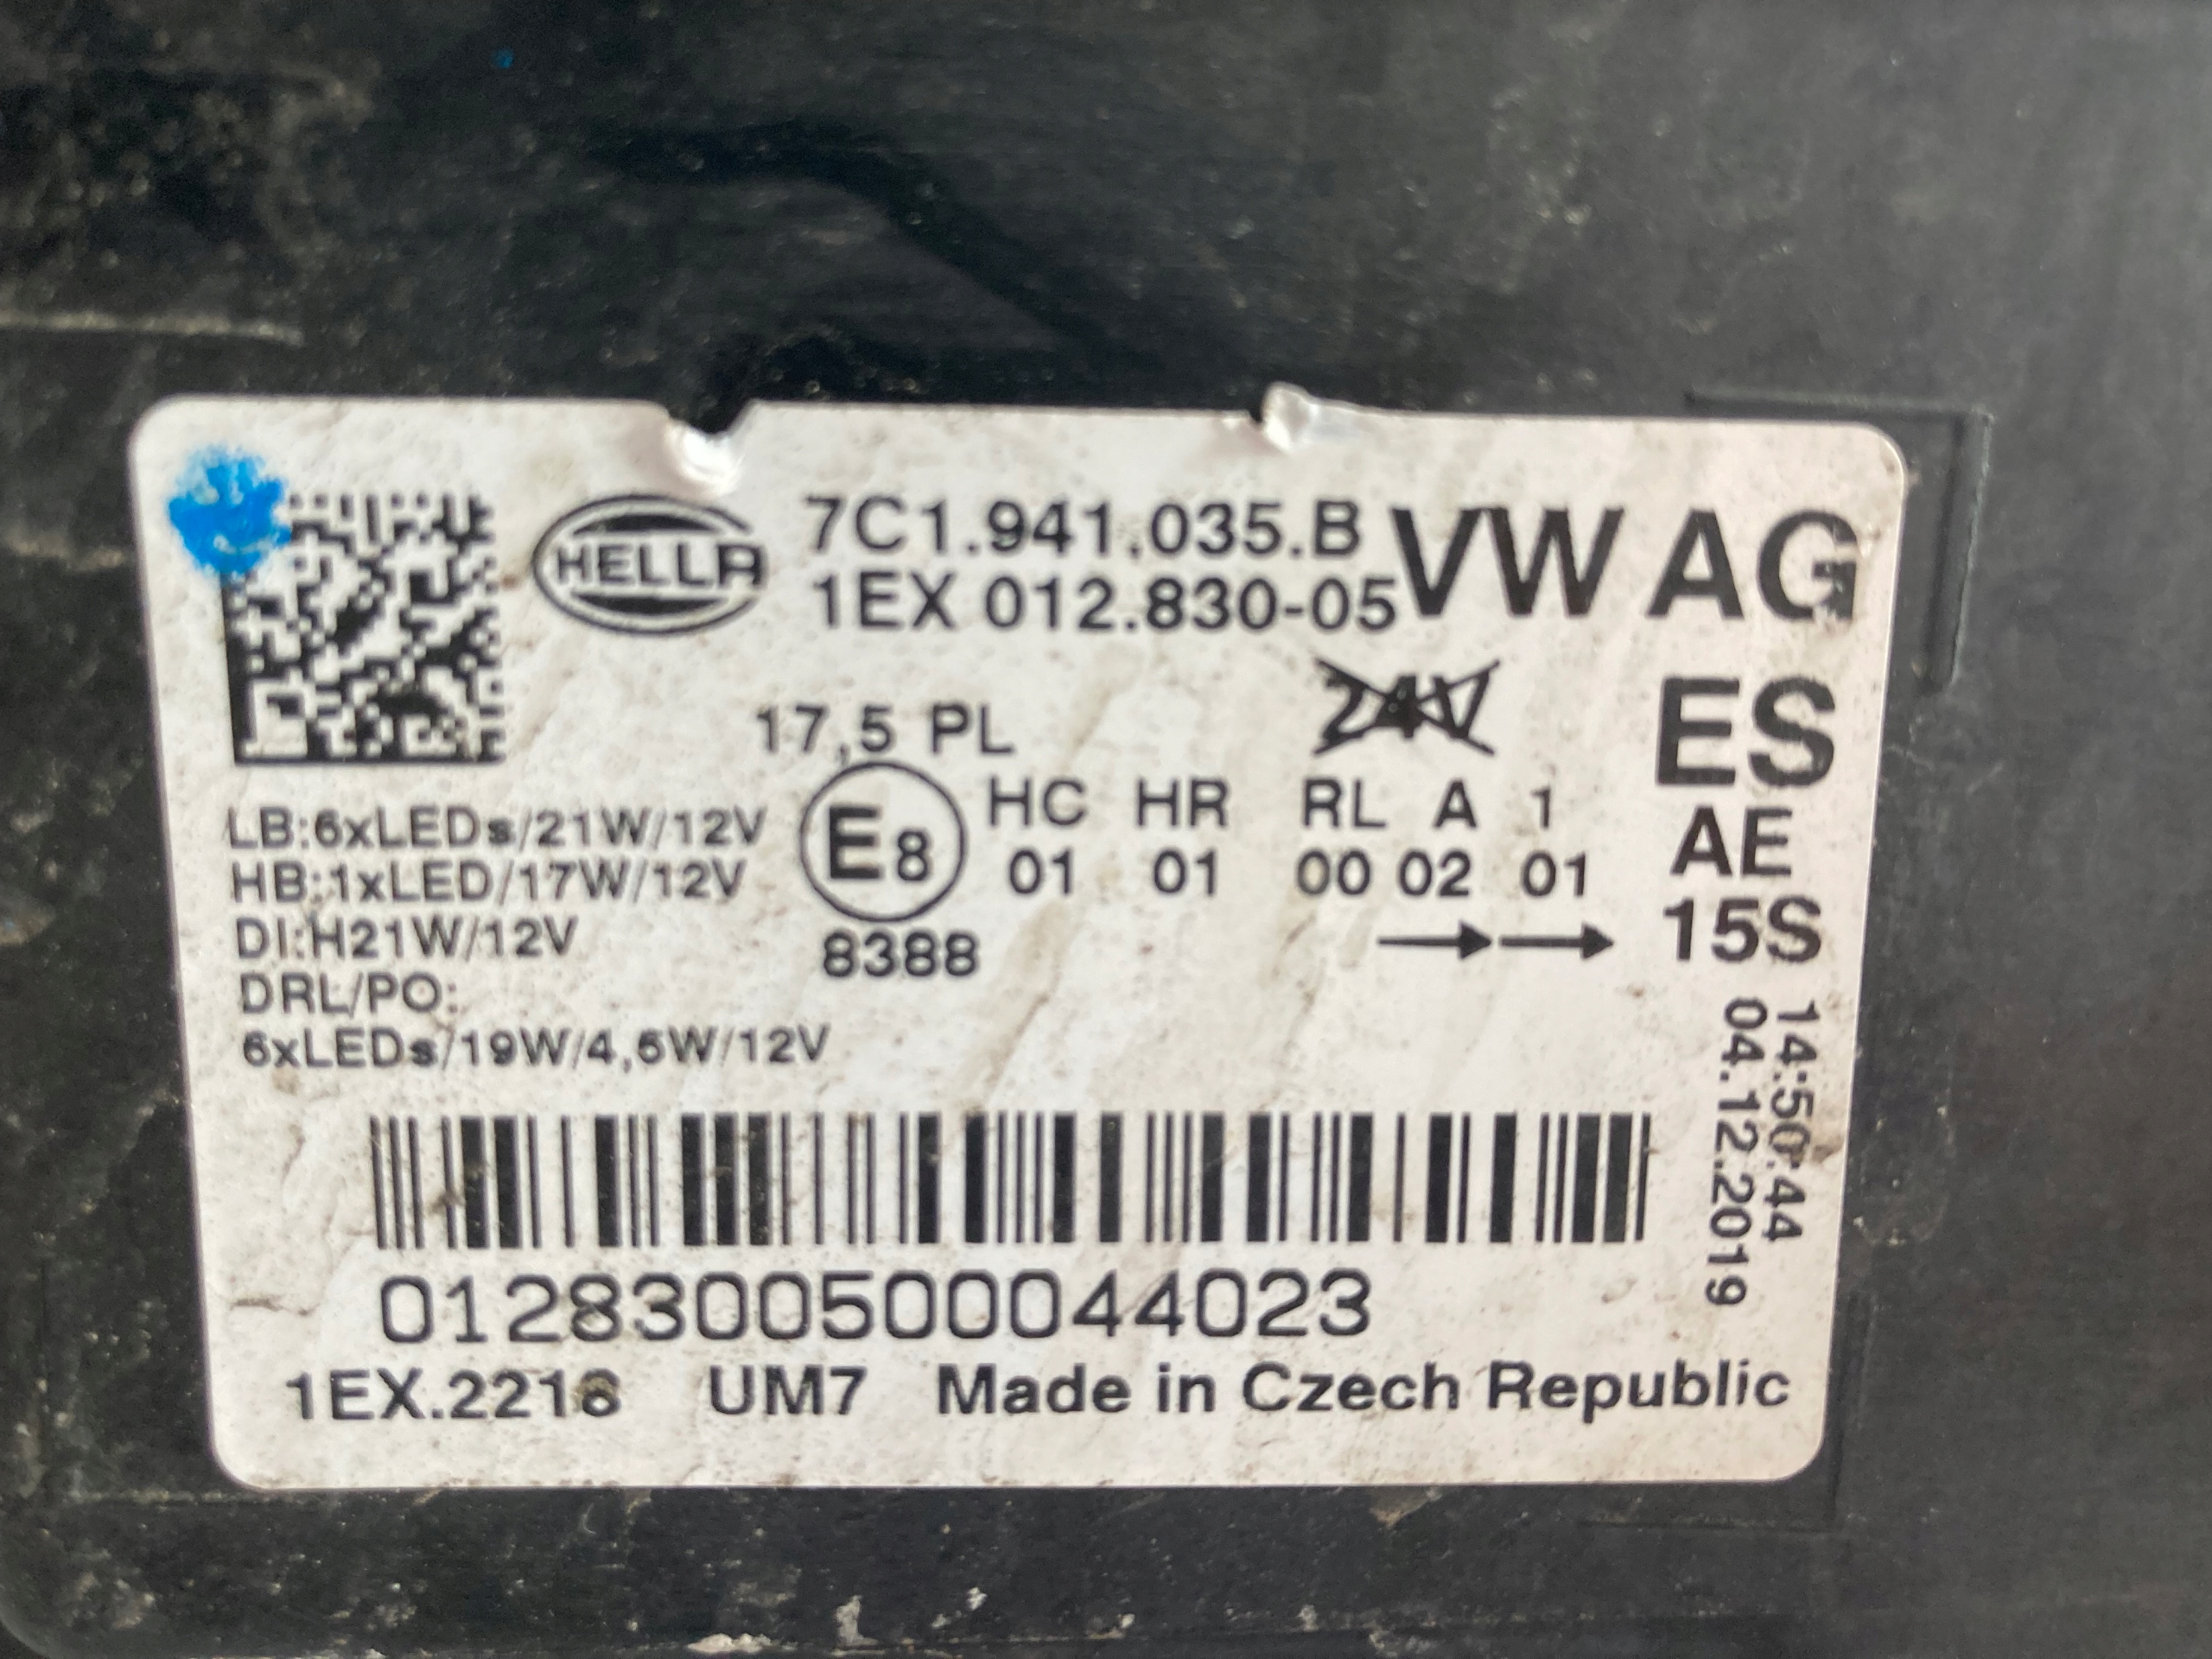 HELLA
7C1.941.035.B
VW AG
1EX 012.830-05
24V
17,5 PL
ES
HC HR RL A 1
E8
01 01 00 02 01
AE
8388
15S
LB:6xLEDs/21W/12V
HB:1xLED/17W/12V
DI:H21W/12V
DRL/PO:
6xLEDs/19W/4,6W/12V
14:50:44
04.12.2019
0128300500044023
1EX.2218 UM7 Made in Czech Republic